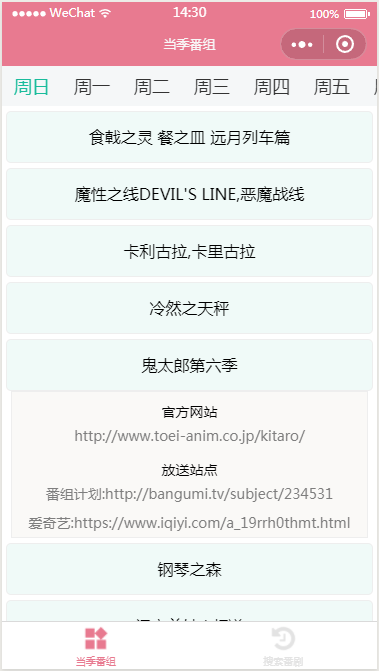 WeChat 14:30 100%
当季番组
周日 周一 周二 周三 周四 周五
食戟之灵 餐之皿 远月列车篇
魔性之线DEVIL'S LINE,恶魔战线
卡利古拉,卡里古拉
冷然之天秤
鬼太郎第六季
官方网站
http://www.toei-anim.co.jp/kitaro/
放送站点
番组计划:http://bangumi.tv/subject/234531
爱奇艺:https://www.iqiyi.com/a_19rrh0thmt.html
钢琴之森
当季番组 搜索番剧